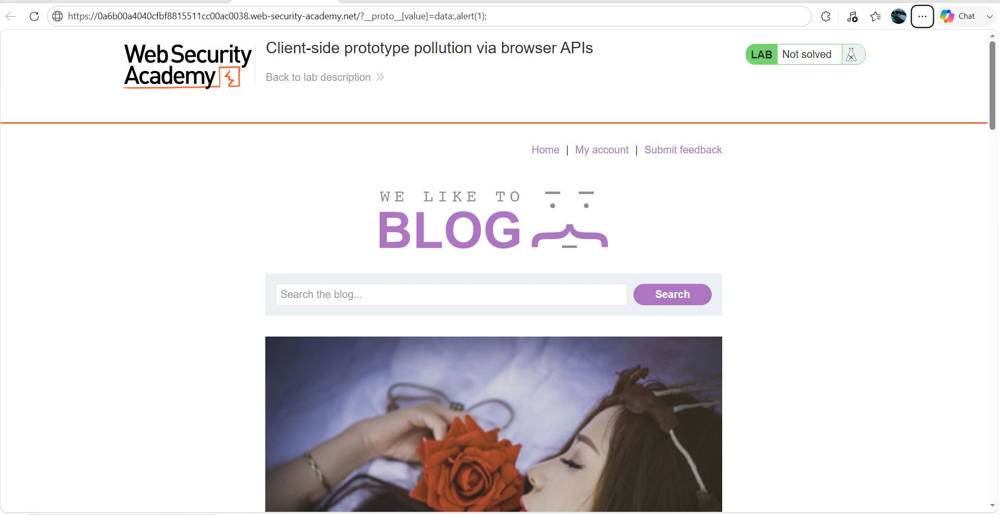 https://0a6b00a4040cfbf8815511cc00ac0038.web-security-academy.net/?__proto__[value]=data:,alert(1);
Chat
Web Security
Academy
Client-side prototype pollution via browser APIs
Back to lab description
LAB Not solved
Home | My account | Submit feedback
WE LIKE TO
BLOG
Search the blog...
Search